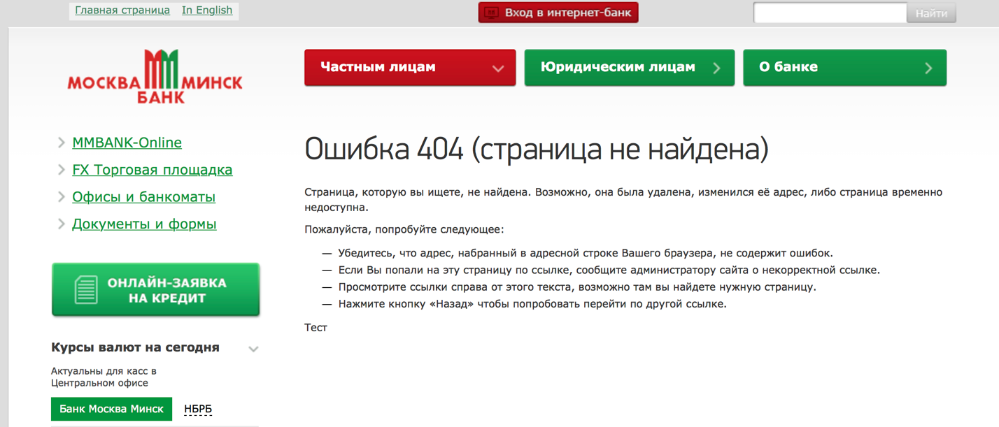 Главная страница In English
Вход в интернет-банк
Найти
МОСКВА МИНСК
БАНК
Частным лицам
Юридическим лицам
О банке
MMBANK-Online
FX Торговая площадка
Офисы и банкоматы
Документы и формы
ОНЛАЙН-ЗАЯВКА
НА КРЕДИТ
Курсы валют на сегодня
Актуальны для касс в
Центральном офисе
Банк Москва Минск НБРБ
Ошибка 404 (страница не найдена)
Страница, которую вы ищете, не найдена. Возможно, она была удалена, изменился её адрес, либо страница временно
недоступна.
Пожалуйста, попробуйте следующее:
— Убедитесь, что адрес, набранный в адресной строке Вашего браузера, не содержит ошибок.
— Если Вы попали на эту страницу по ссылке, сообщите администратору сайта о некорректной ссылке.
— Просмотрите ссылки справа от этого текста, возможно там вы найдете нужную страницу.
— Нажмите кнопку «Назад» чтобы попробовать перейти по другой ссылке.
Тест